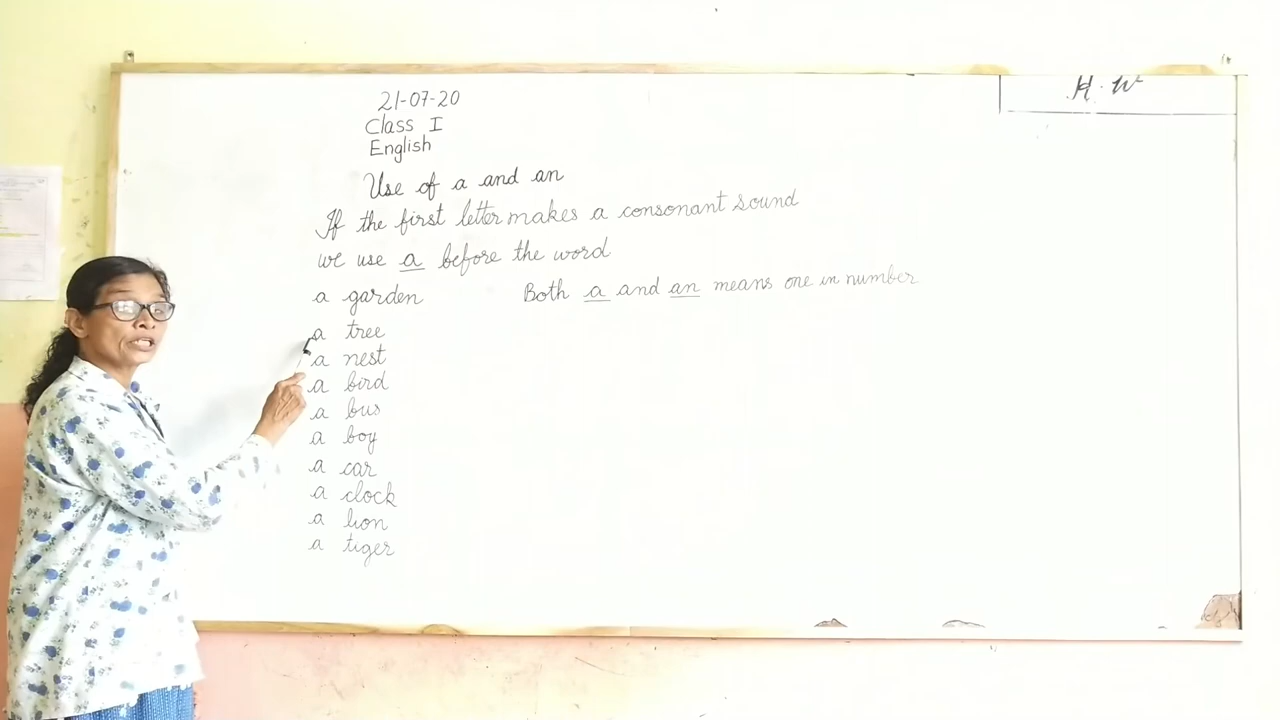 21-07-20
Class I
English
Use of a and an
If the first letter makes a consonant sound
we use a before the word
a garden
Both a and an means one in number
a tree
a nest
a bird
a bus
a boy
a car
a clock
a lion
a tiger
H.W